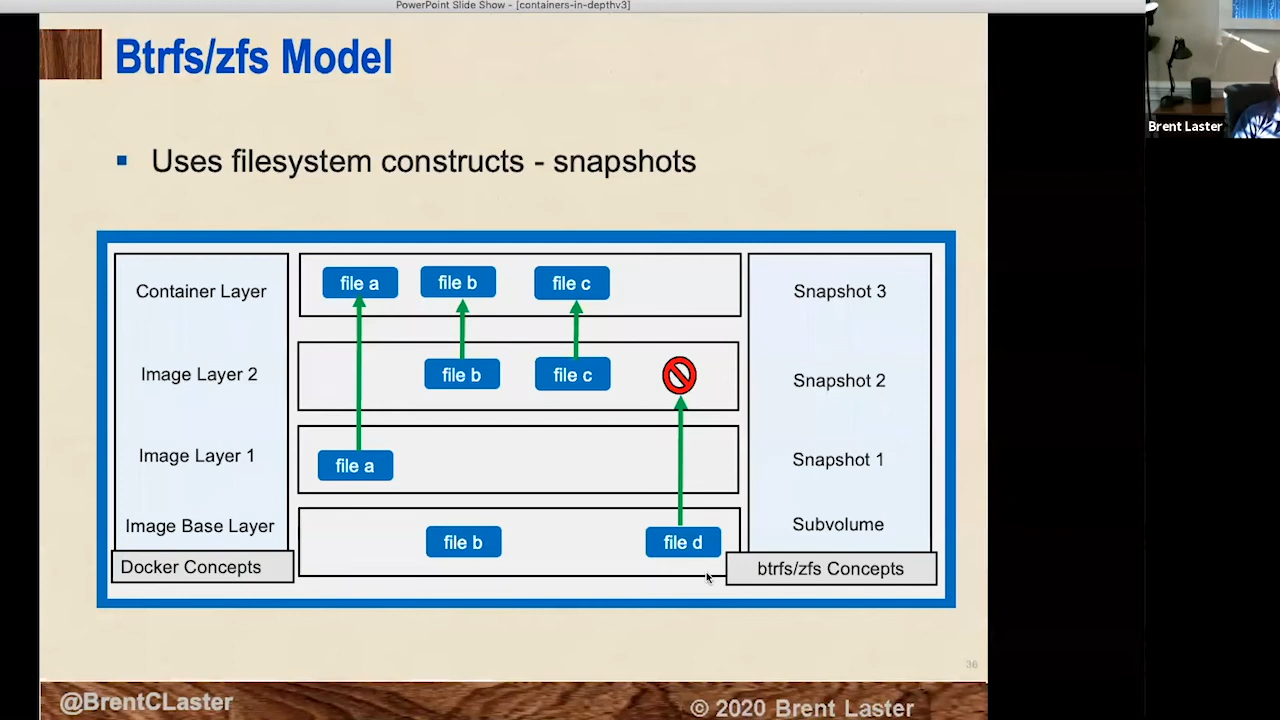 PowerPoint Slide Show - [containers-in-depthv3]
Btrfs/zfs Model
Brent Laster
Uses filesystem constructs - snapshots
Container Layer
file a
file b
file c
Snapshot 3
Image Layer 2
file b
file c
Snapshot 2
Image Layer 1
file a
Snapshot 1
Image Base Layer
file b
file d
Subvolume
Docker Concepts
btrfs/zfs Concepts
36
@BrentCLaster
© 2020 Brent Laster